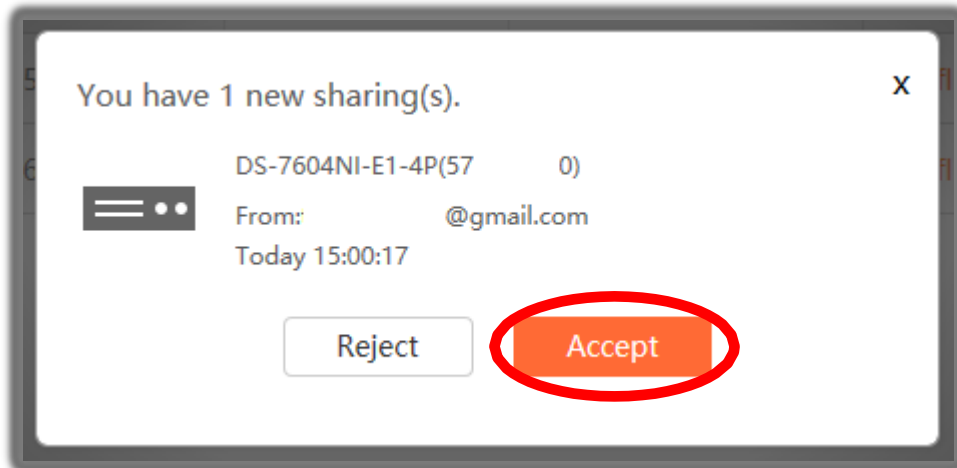 You have 1 new sharing(s).
x
DS-7604NI-E1-4P(57 0)
From: @gmail.com
Today 15:00:17
Reject
Accept